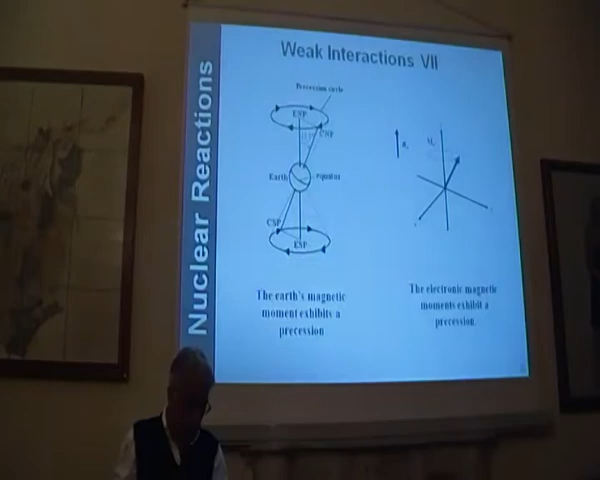 Nuclear Reactions
Weak Interactions VII
Precession circle
ESP
CSP
Earth
equator
CSP
ESP
The earth's magnetic
moment exhibits a
precession
The electronic magnetic
moments exhibit a
precession.